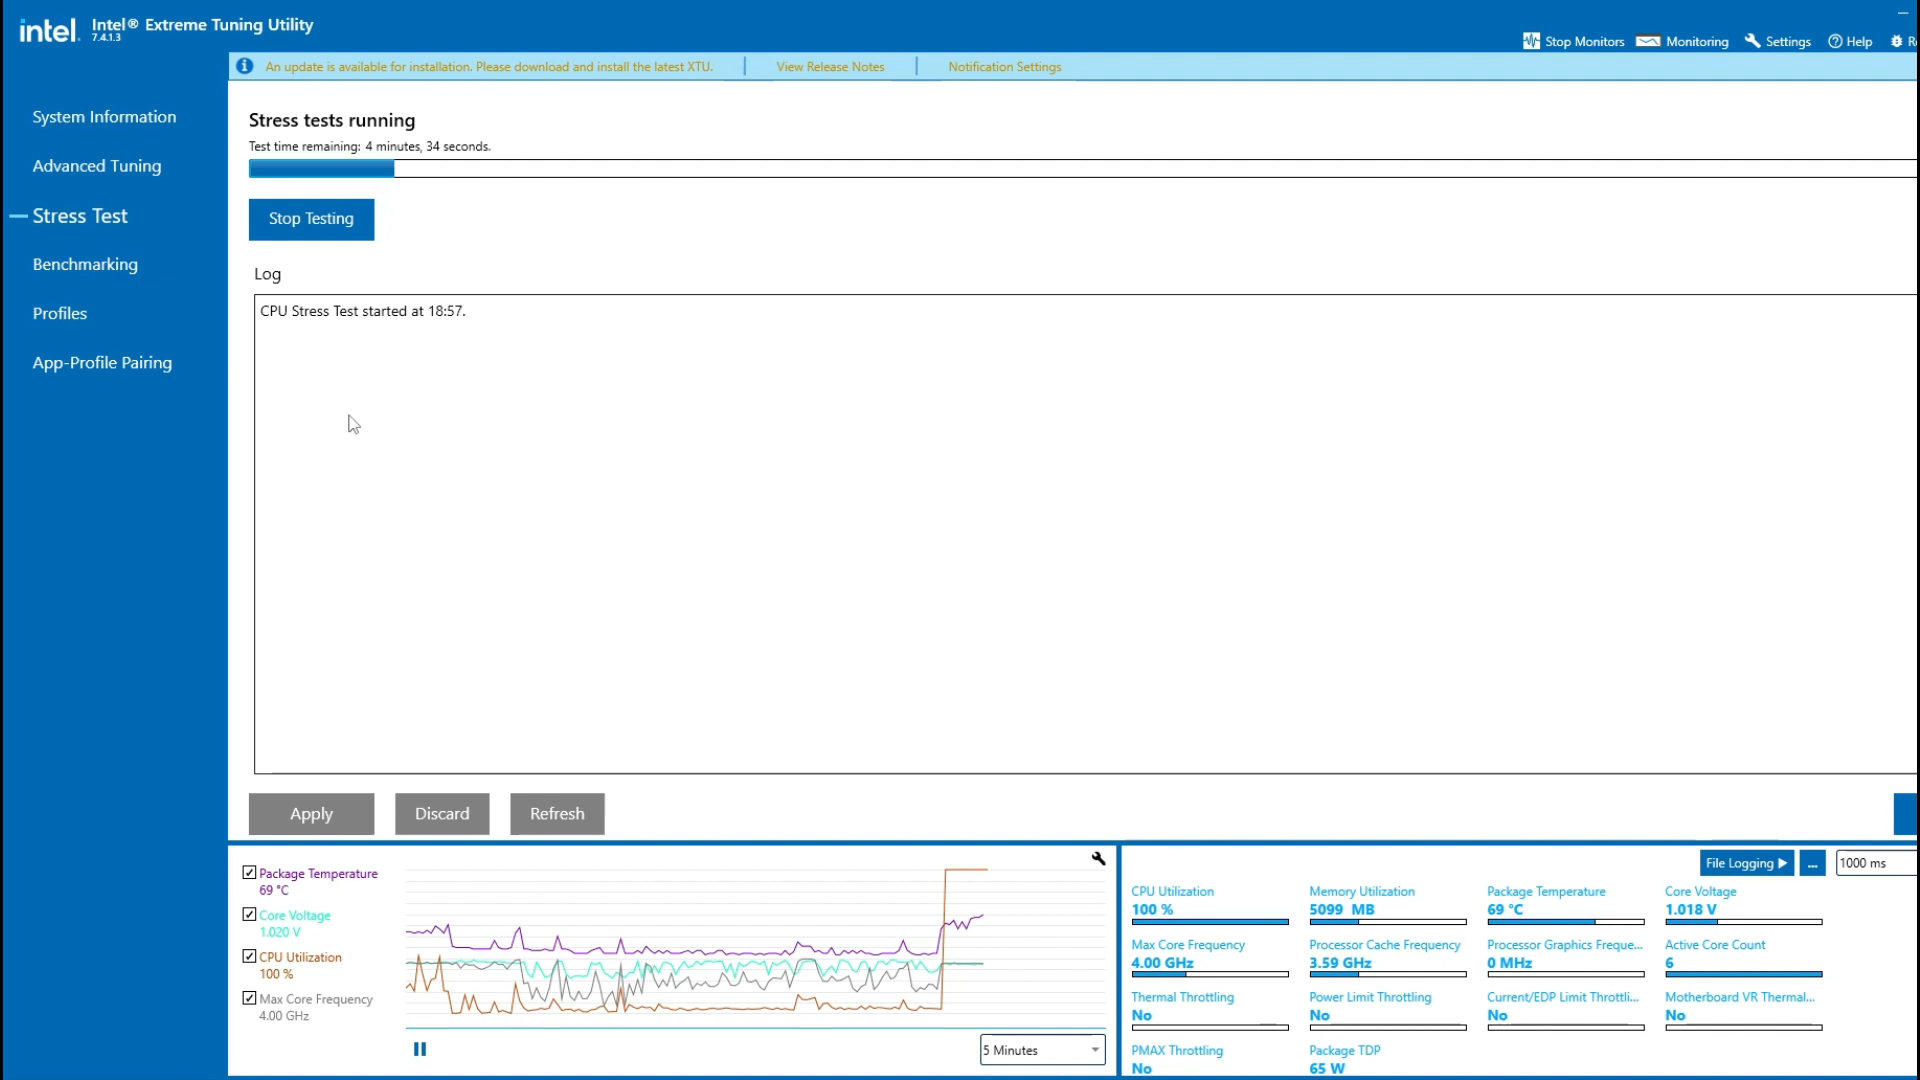 intel. Intel® Extreme Tuning Utility
7.4.1.3
Stop Monitors Monitoring Settings Help
An update is available for installation. Please download and install the latest XTU. View Release Notes Notification Settings
System Information
Advanced Tuning
Stress Test
Benchmarking
Profiles
App-Profile Pairing
Stress tests running
Test time remaining: 4 minutes, 34 seconds.
Stop Testing
Log
CPU Stress Test started at 18:57.
Apply Discard Refresh
Package Temperature
69 °C
Core Voltage
1.020 V
CPU Utilization
100 %
Max Core Frequency
4.00 GHz
5 Minutes
File Logging ... 1000 ms
CPU Utilization Memory Utilization Package Temperature Core Voltage
100 % 5099 MB 69 °C 1.018 V
Max Core Frequency Processor Cache Frequency Processor Graphics Freque... Active Core Count
4.00 GHz 3.59 GHz 0 MHz 6
Thermal Throttling Power Limit Throttling Current/EDP Limit Throttli... Motherboard VR Thermal...
No No No No
PMAX Throttling Package TDP
No 65 W